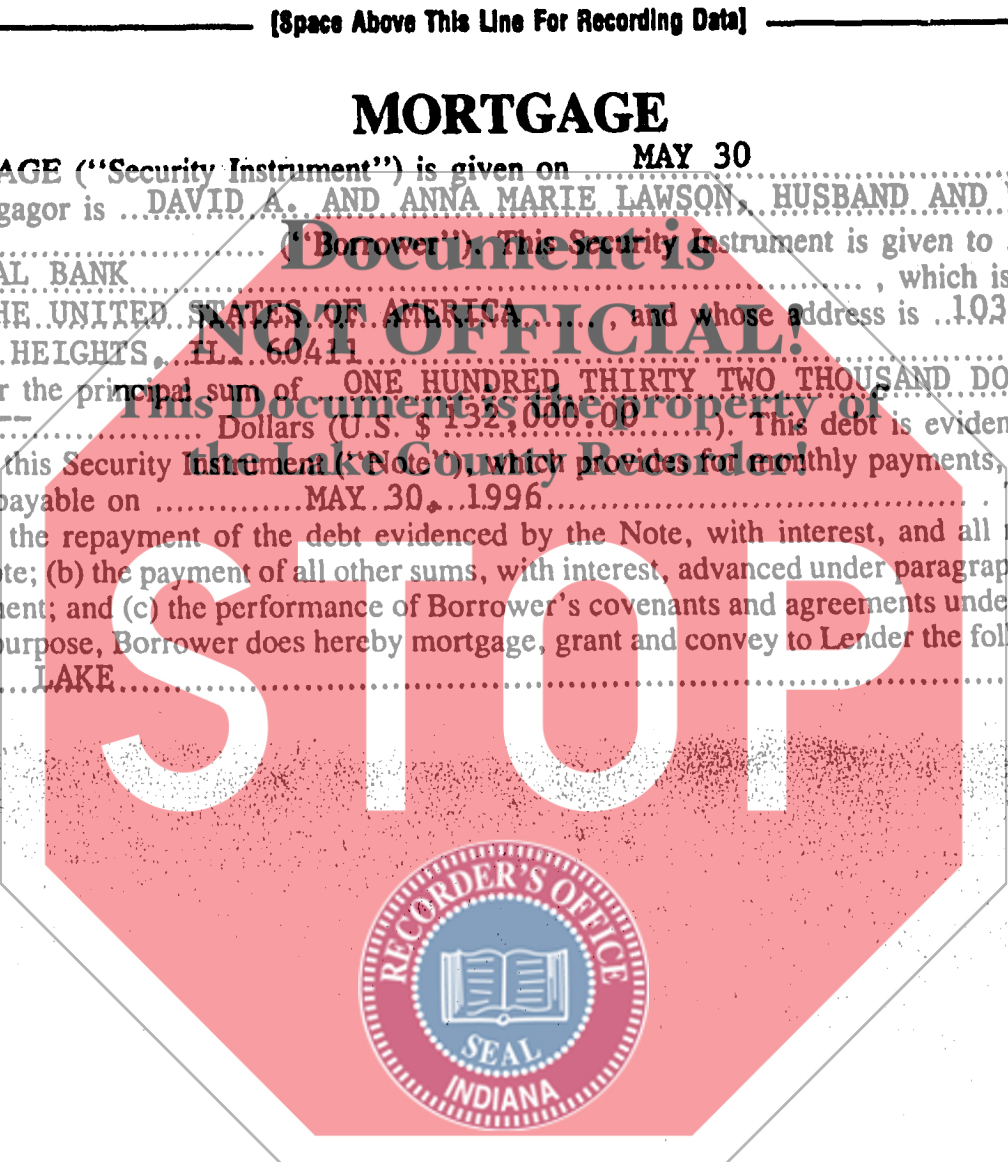 [Space Above This Line For Recording Data]
MORTGAGE
AGE (“Security Instrument”) is given on MAY 30
gagor is DAVID A. AND ANNA MARIE LAWSON, HUSBAND AND
(“Borrower”). This Security Instrument is given to
AL BANK , which is
HE UNITED STATES OF AMERICA , and whose address is 103
HEIGHTS, IL. 60411
r the principal sum of ONE HUNDRED THIRTY TWO THOUSAND DO
Dollars (U.S. $ 132,000.00 ). This debt is eviden
this Security Instrument (“Note”), which provides for monthly payments,
payable on MAY 30, 1996
the repayment of the debt evidenced by the Note, with interest, and all
te; (b) the payment of all other sums, with interest, advanced under paragrap
ent; and (c) the performance of Borrower’s covenants and agreements unde
purpose, Borrower does hereby mortgage, grant and convey to Lender the fol
LAKE
Document is
NOT OFFICIAL!
This Document is the property of
the Lake County Recorder!
STOP
RECORDER'S OFFICE
SEAL
INDIANA